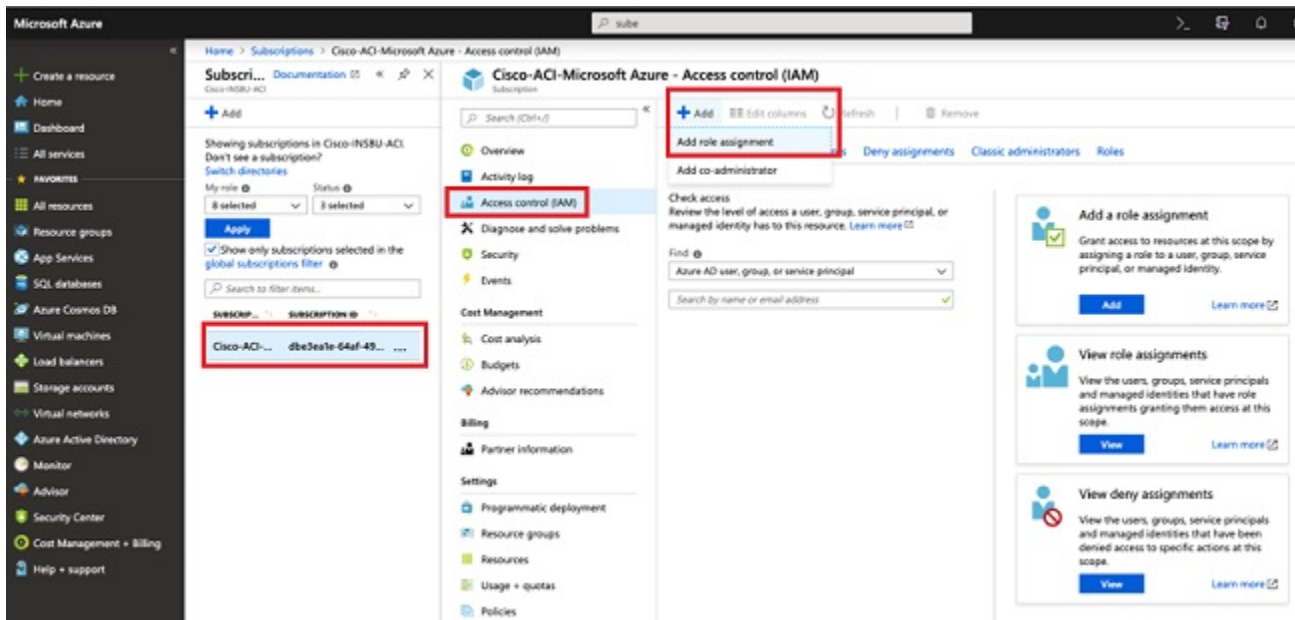 Microsoft Azure
sube
Home > Subscriptions > Cisco-ACI-Microsoft Azure - Access control (IAM)
Create a resource
Home
Dashboard
All services
FAVORITES
All resources
Resource groups
App Services
SQL databases
Azure Cosmos DB
Virtual machines
Load balancers
Storage accounts
Virtual networks
Azure Active Directory
Monitor
Advisor
Security Center
Cost Management + Billing
Help + support
Subscri... Documentation
Cisco-INSBU-ACI
Add
Showing subscriptions in Cisco-INSBU-ACI.
Don't see a subscription?
Switch directories
My role Status
8 selected 3 selected
Apply
Show only subscriptions selected in the
global subscriptions filter
Search to filter items...
SUBSCRIP... SUBSCRIPTION ID
Cisco-ACI-... dbe3ea1e-64af-49... ...
Cisco-ACI-Microsoft Azure - Access control (IAM)
Subscription
Search (Ctrl+/)
Overview
Activity log
Access control (IAM)
Diagnose and solve problems
Security
Events
Cost Management
Cost analysis
Budgets
Advisor recommendations
Billing
Partner information
Settings
Programmatic deployment
Resource groups
Resources
Usage + quotas
Policies
Add Edit columns Refresh Remove
Add role assignment
Add co-administrator
Deny assignments Classic administrators Roles
Check access
Review the level of access a user, group, service principal, or
managed identity has to this resource. Learn more
Find
Azure AD user, group, or service principal
Search by name or email address
Add a role assignment
Grant access to resources at this scope by
assigning a role to a user, group, service
principal, or managed identity.
Add Learn more
View role assignments
View the users, groups, service principals
and managed identities that have role
assignments granting them access at this
scope.
View Learn more
View deny assignments
View the users, groups, service principals
and managed identities that have been
denied access to specific actions at this
scope.
View Learn more